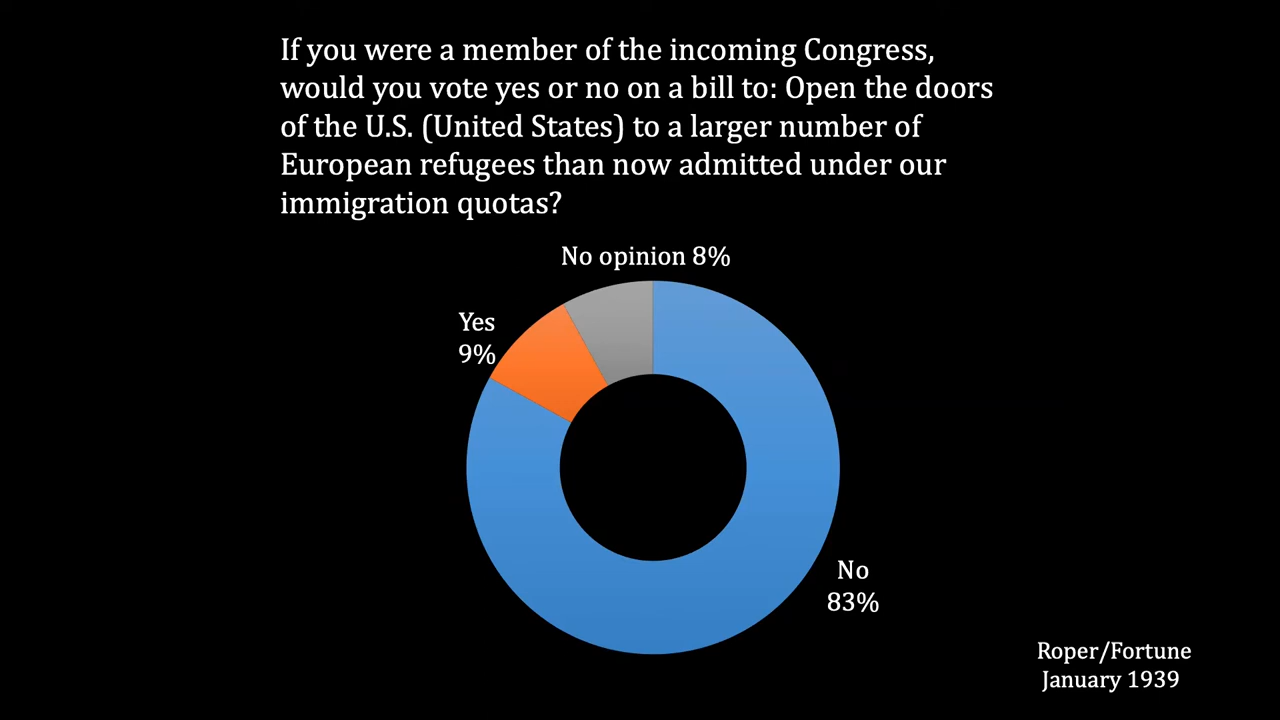 If you were a member of the incoming Congress,
would you vote yes or no on a bill to: Open the doors
of the U.S. (United States) to a larger number of
European refugees than now admitted under our
immigration quotas?
No opinion 8%
Yes
9%
No
83%
Roper/Fortune
January 1939